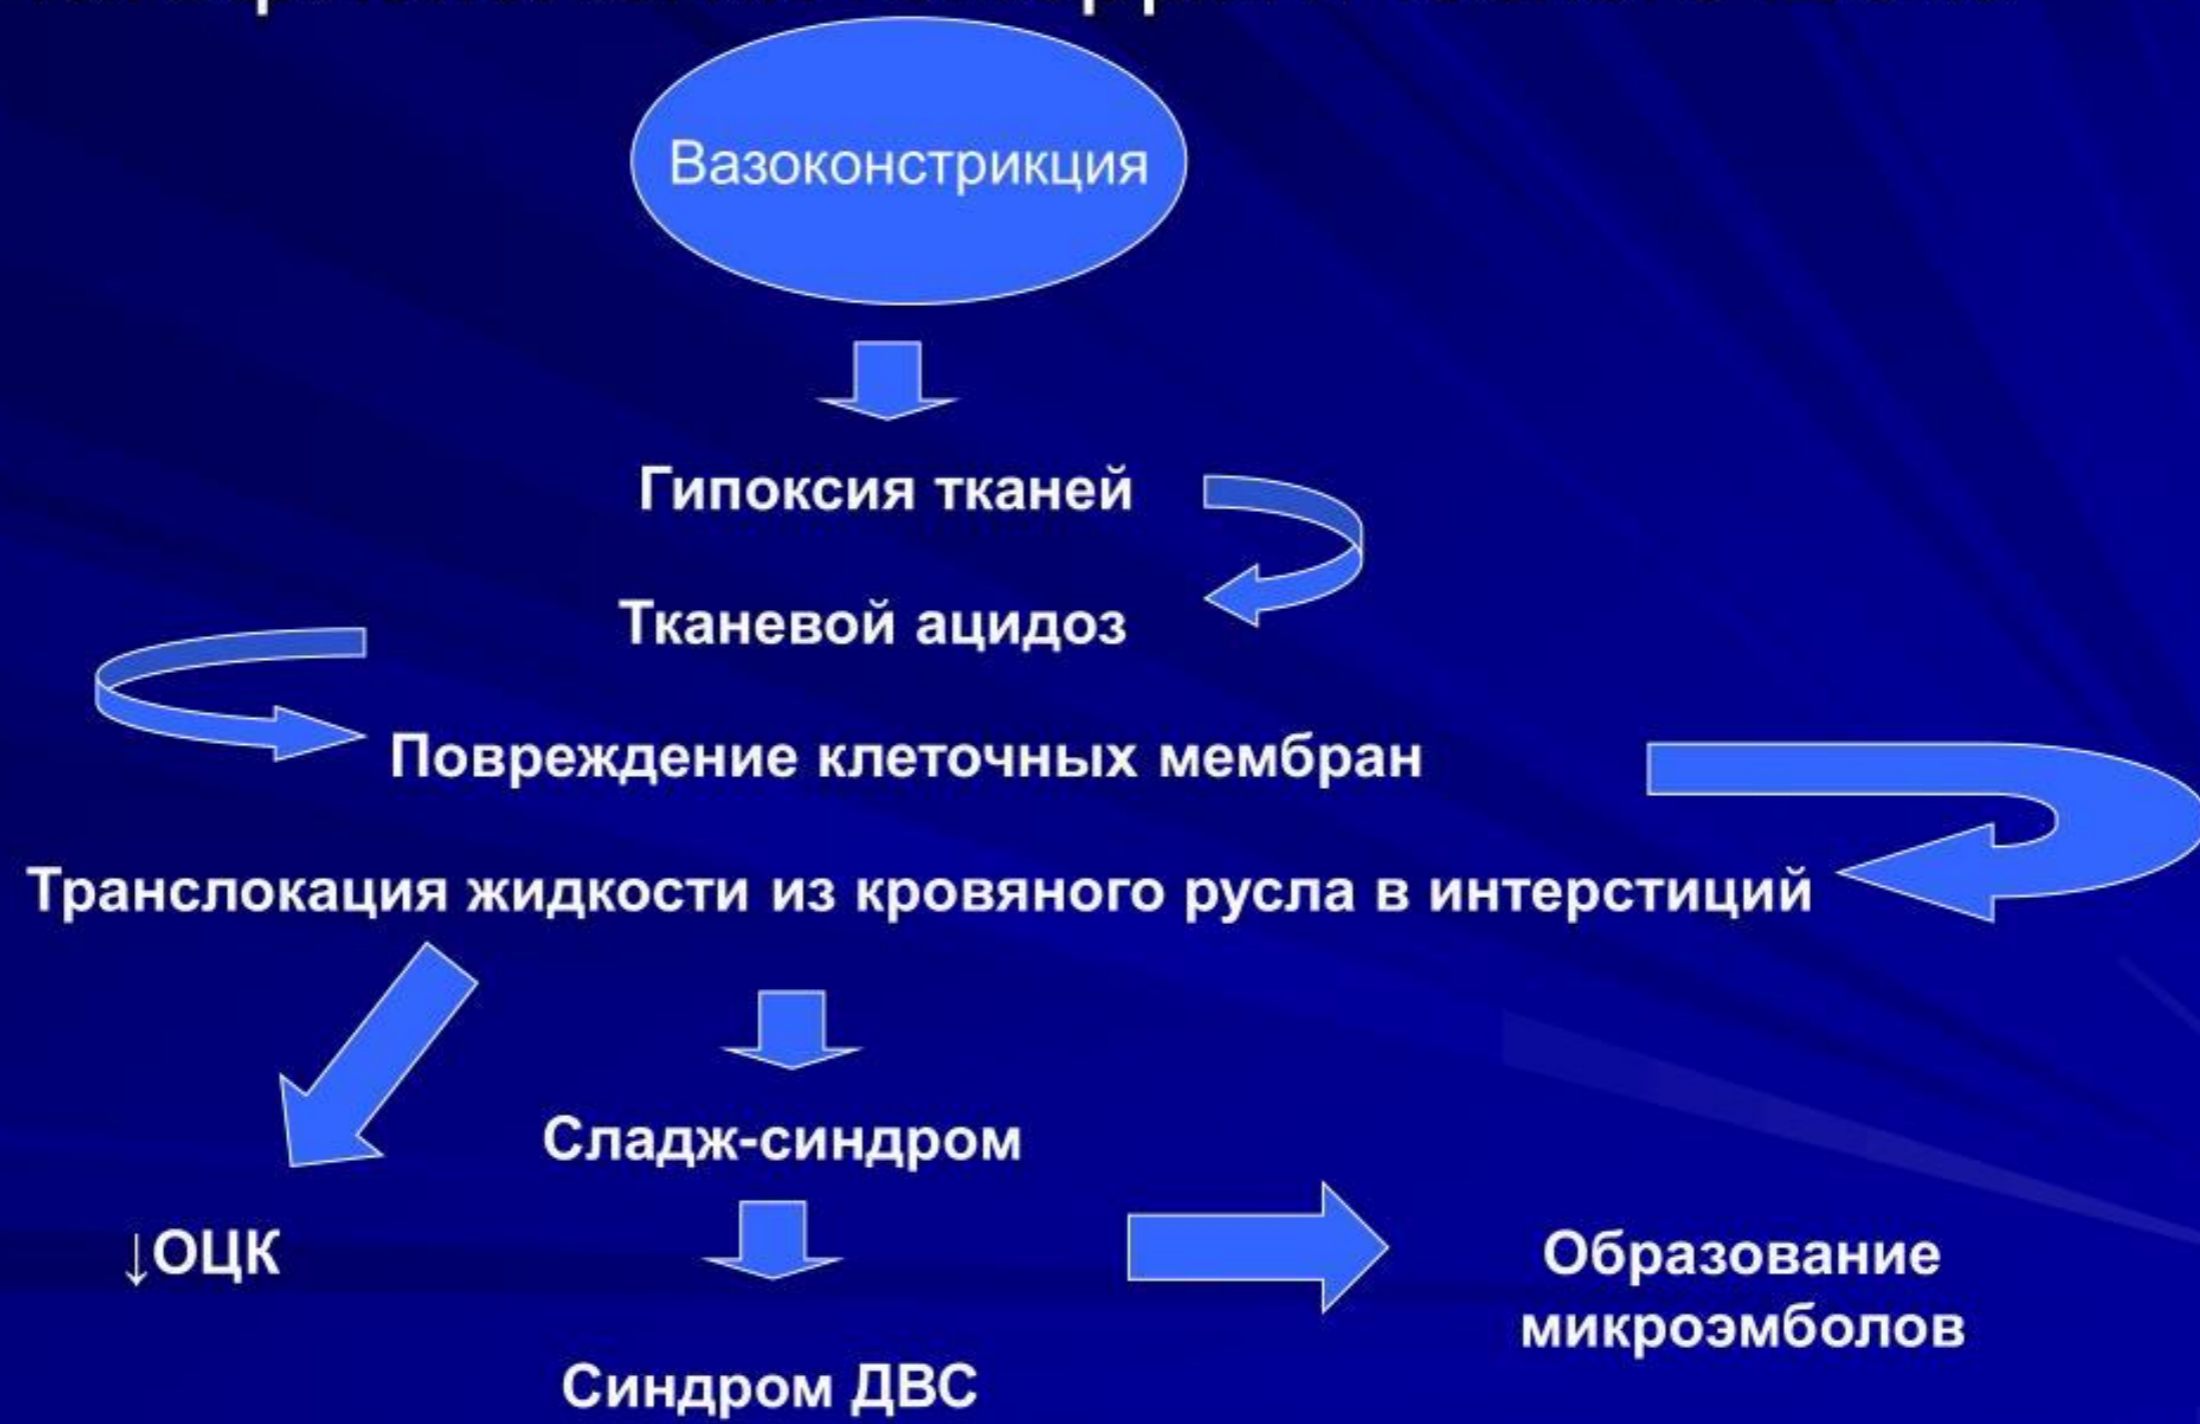 Вазоконстрикция
Гипоксия тканей
Тканевой ацидоз
Повреждение клеточных мембран
Транслокация жидкости из кровяного русла в интерстиций
Сладж-синдром
↓ОЦК
Образование
микроэмболов
Синдром ДВС